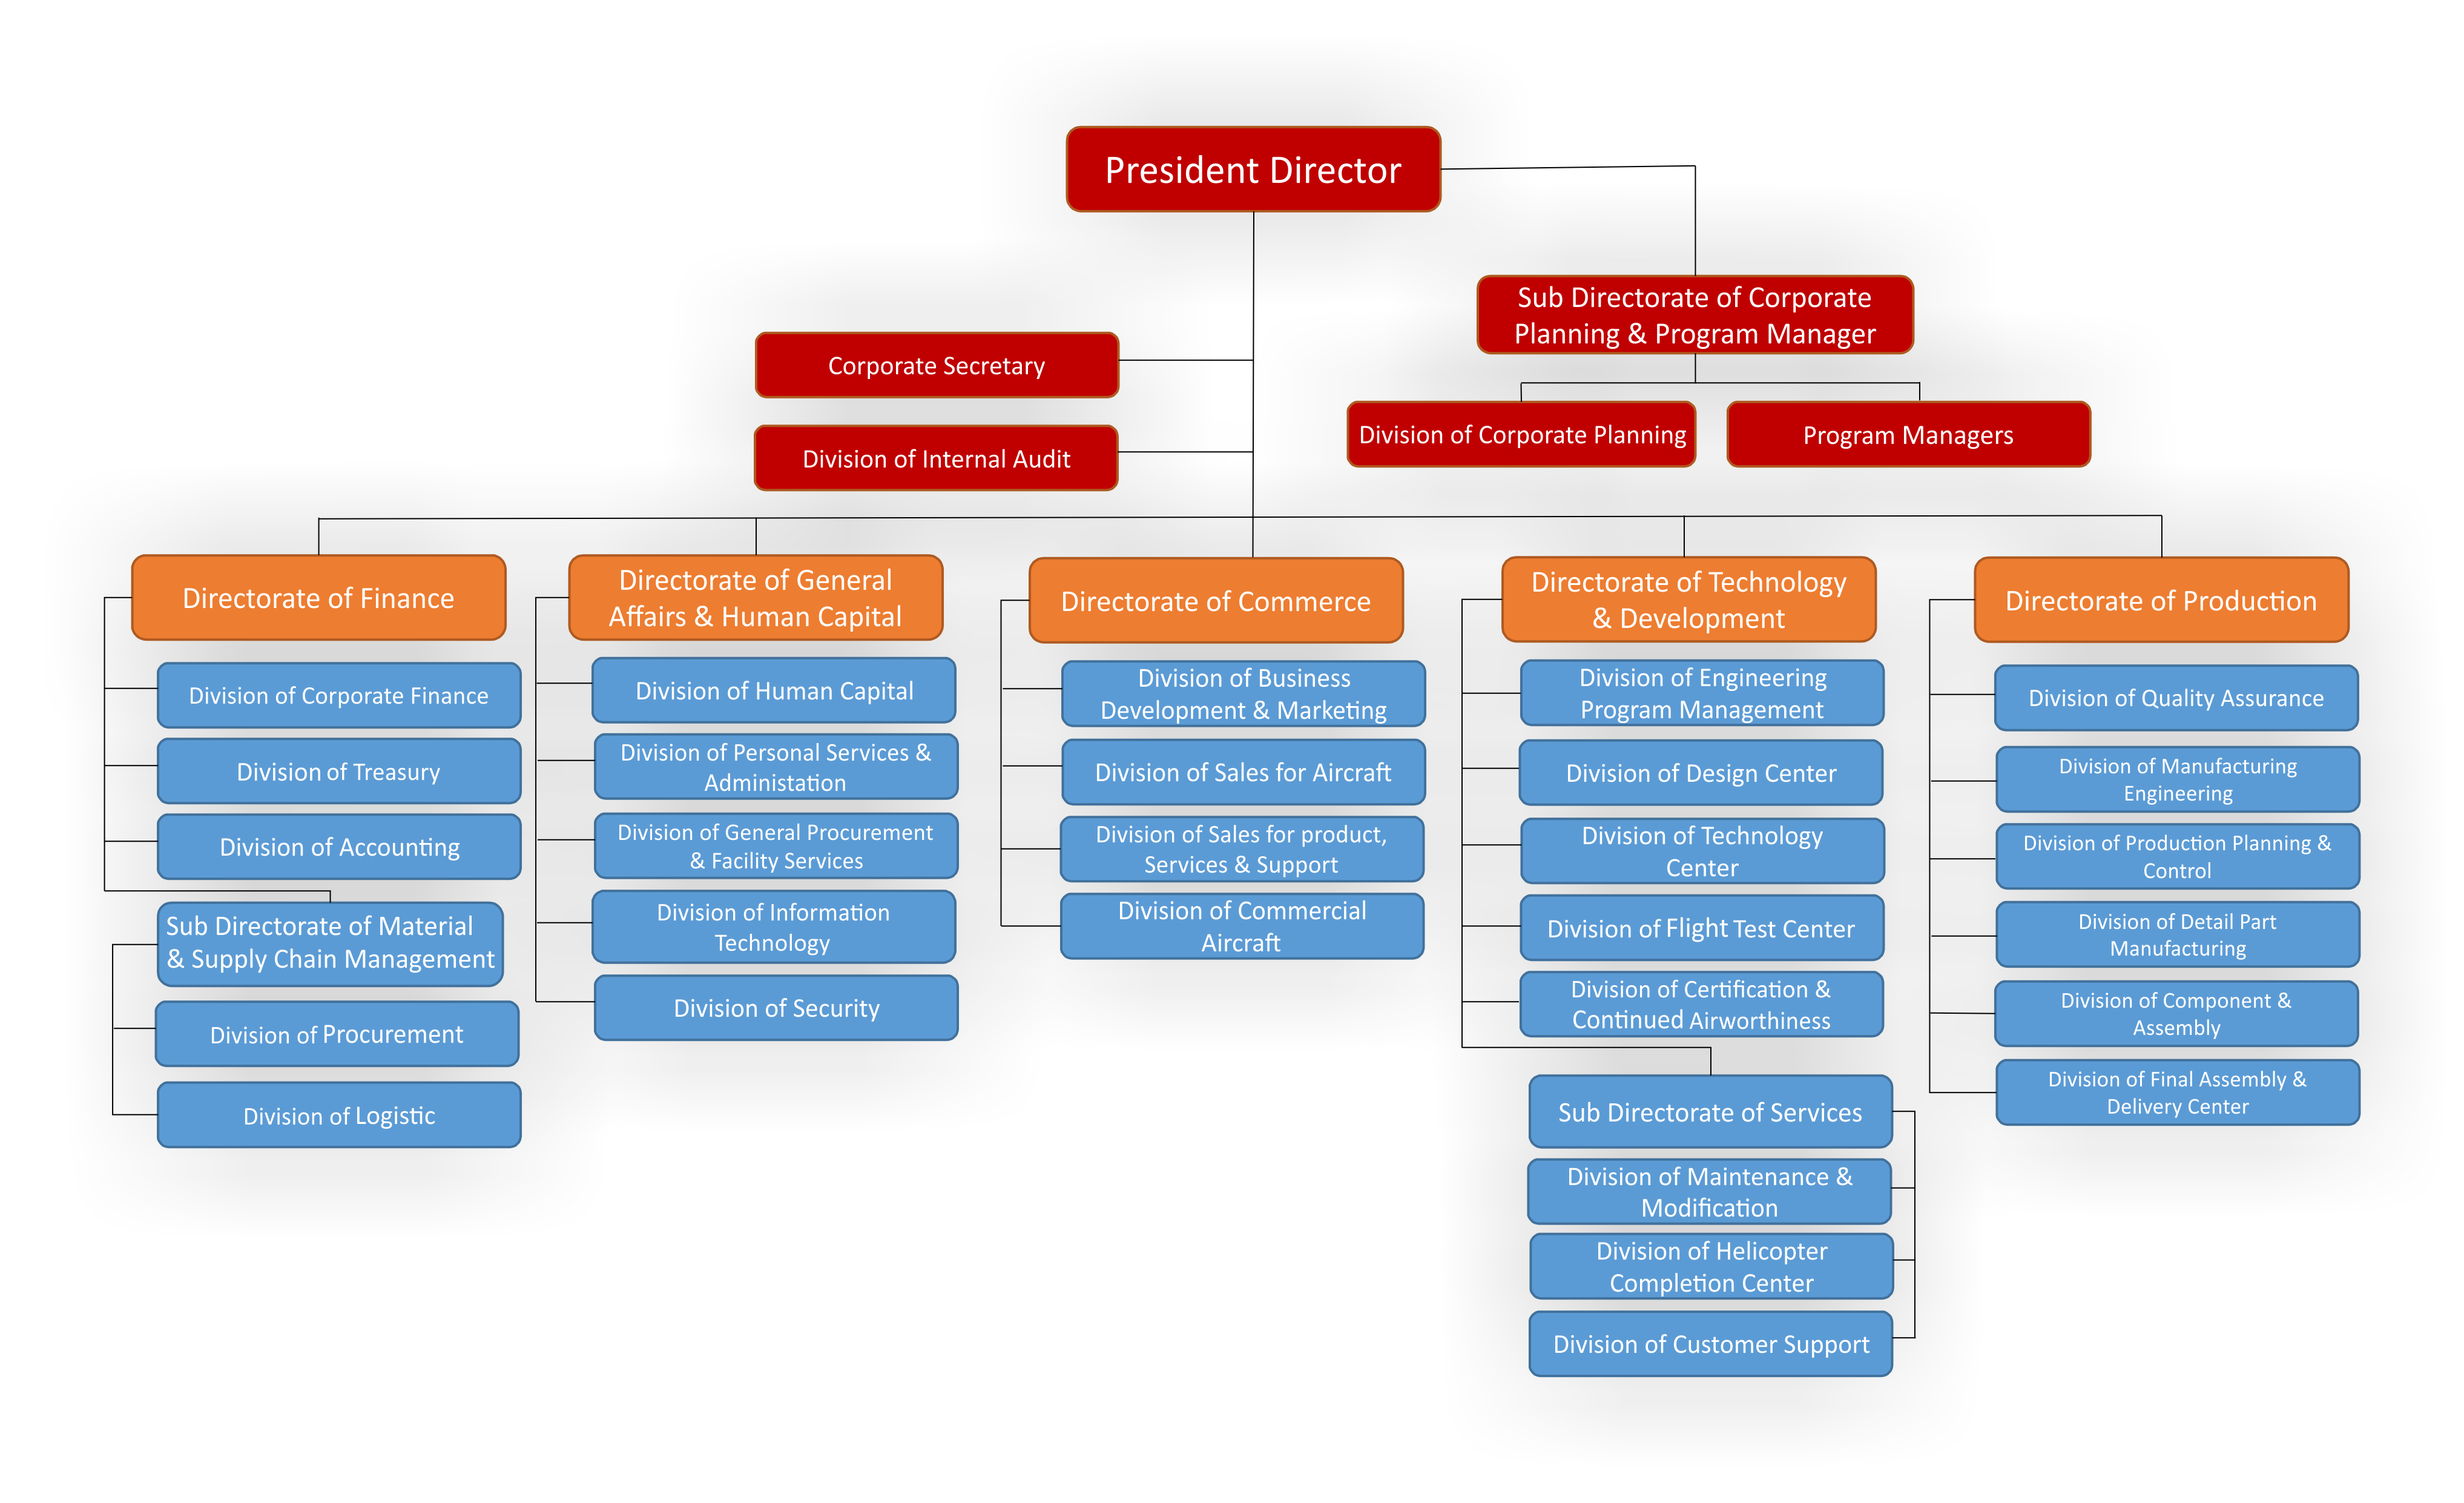 President Director
Sub Directorate of Corporate
Planning & Program Manager
Corporate Secretary
Division of Internal Audit
Division of Corporate Planning
Program Managers
Directorate of Finance
Division of Corporate Finance
Division of Treasury
Division of Accounting
Sub Directorate of Material
& Supply Chain Management
Division of Procurement
Division of Logistic
Directorate of General
Affairs & Human Capital
Division of Human Capital
Division of Personal Services &
Administation
Division of General Procurement
& Facility Services
Division of Information
Technology
Division of Security
Directorate of Commerce
Division of Business
Development & Marketing
Division of Sales for Aircraft
Division of Sales for product,
Services & Support
Division of Commercial
Aircraft
Directorate of Technology
& Development
Division of Engineering
Program Management
Division of Design Center
Division of Technology
Center
Division of Flight Test Center
Division of Certification &
Continued Airworthiness
Sub Directorate of Services
Division of Maintenance &
Modification
Division of Helicopter
Completion Center
Division of Customer Support
Directorate of Production
Division of Quality Assurance
Division of Manufacturing
Engineering
Division of Production Planning &
Control
Division of Detail Part
Manufacturing
Division of Component &
Assembly
Division of Final Assembly &
Delivery Center